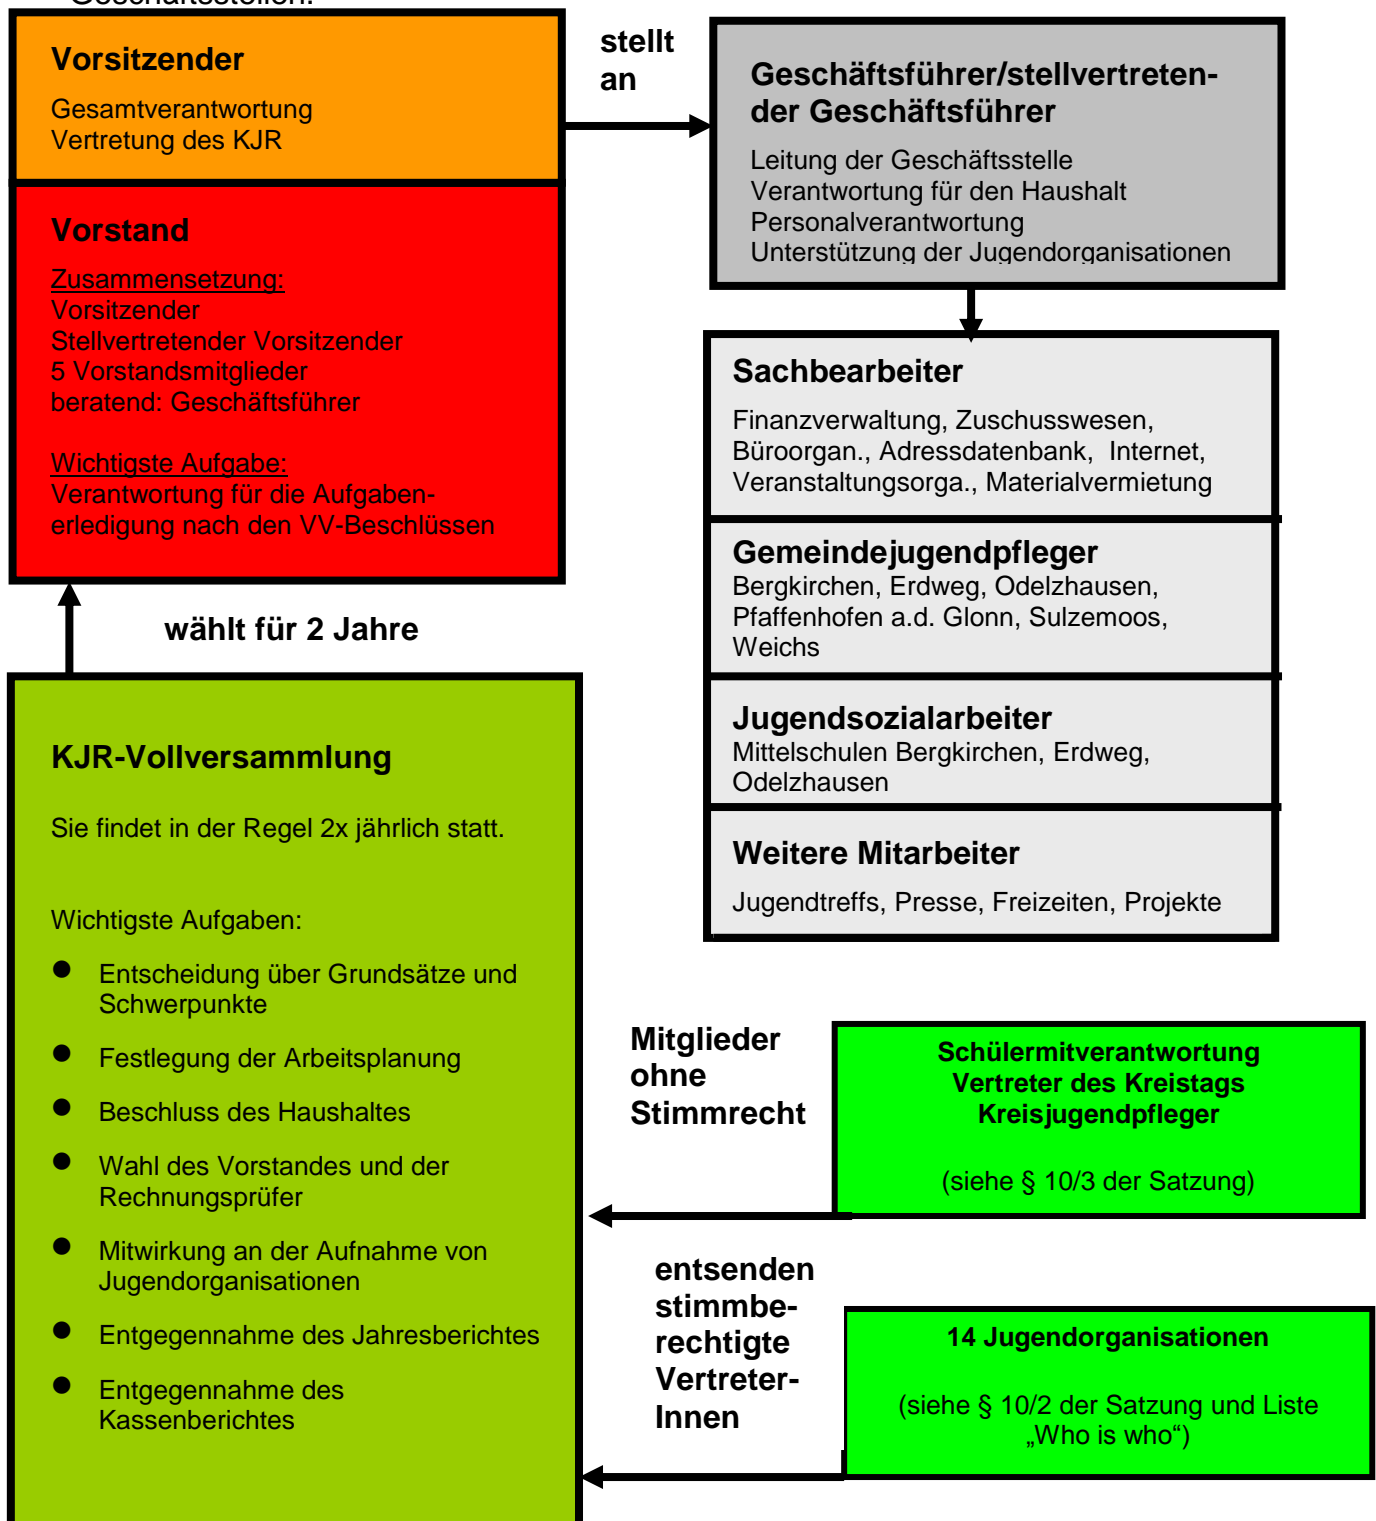 Geschäftsstellen:
Vorsitzender
Gesamtverantwortung
Vertretung des KJR
stellt
an
Geschäftsführer/stellvertreten-
der Geschäftsführer
Leitung der Geschäftsstelle
Verantwortung für den Haushalt
Personalverantwortung
Unterstützung der Jugendorganisationen
Vorstand
Zusammensetzung:
Vorsitzender
Stellvertretender Vorsitzender
5 Vorstandsmitglieder
beratend: Geschäftsführer
Wichtigste Aufgabe:
Verantwortung für die Aufgaben-
erledigung nach den VV-Beschlüssen
Sachbearbeiter
Finanzverwaltung, Zuschusswesen,
Büroorgan., Adressdatenbank, Internet,
Veranstaltungsorga., Materialvermietung
Gemeindejugendpfleger
Bergkirchen, Erdweg, Odelzhausen,
Pfaffenhofen a.d. Glonn, Sulzemoos,
Weichs
Jugendsozialarbeiter
Mittelschulen Bergkirchen, Erdweg,
Odelzhausen
Weitere Mitarbeiter
Jugendtreffs, Presse, Freizeiten, Projekte
wählt für 2 Jahre
KJR-Vollversammlung
Sie findet in der Regel 2x jährlich statt.
Wichtigste Aufgaben:
● Entscheidung über Grundsätze und
Schwerpunkte
● Festlegung der Arbeitsplanung
● Beschluss des Haushaltes
● Wahl des Vorstandes und der
Rechnungsprüfer
● Mitwirkung an der Aufnahme von
Jugendorganisationen
● Entgegennahme des Jahresberichtes
● Entgegennahme des
Kassenberichtes
Mitglieder
ohne
Stimmrecht
Schülermitverantwortung
Vertreter des Kreistags
Kreisjugendpfleger
(siehe § 10/3 der Satzung)
entsenden
stimmbe-
rechtigte
Vertreter-
Innen
14 Jugendorganisationen
(siehe § 10/2 der Satzung und Liste
„Who is who“)